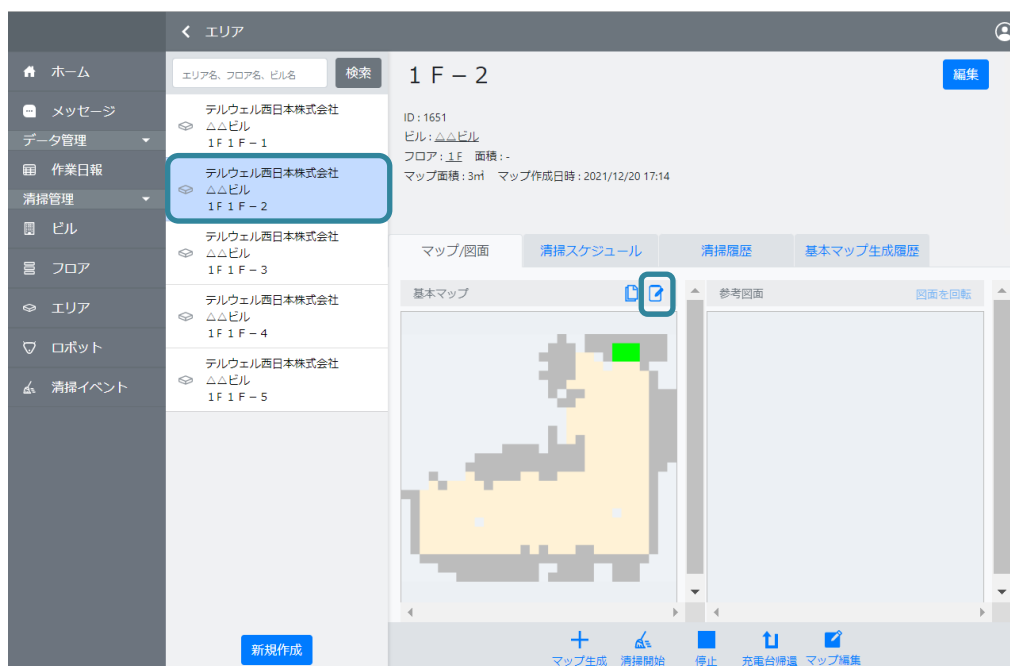 エリア
ホーム
メッセージ
データ管理
作業日報
清掃管理
ビル
フロア
エリア
ロボット
清掃イベント
エリア名、フロア名、ビル名
検索
テルウェル西日本株式会社
△△ビル
1F 1F－1
テルウェル西日本株式会社
△△ビル
1F 1F－2
テルウェル西日本株式会社
△△ビル
1F 1F－3
テルウェル西日本株式会社
△△ビル
1F 1F－4
テルウェル西日本株式会社
△△ビル
1F 1F－5
新規作成
１Ｆ－２
編集
ID : 1651
ビル : △△ビル
フロア : 1F 面積 : -
マップ面積 : 3㎡ マップ作成日時 : 2021/12/20 17:14
マップ/図面 清掃スケジュール 清掃履歴 基本マップ生成履歴
基本マップ
参考図面 図面を回転
マップ生成 清掃開始 停止 充電台帰還 マップ編集